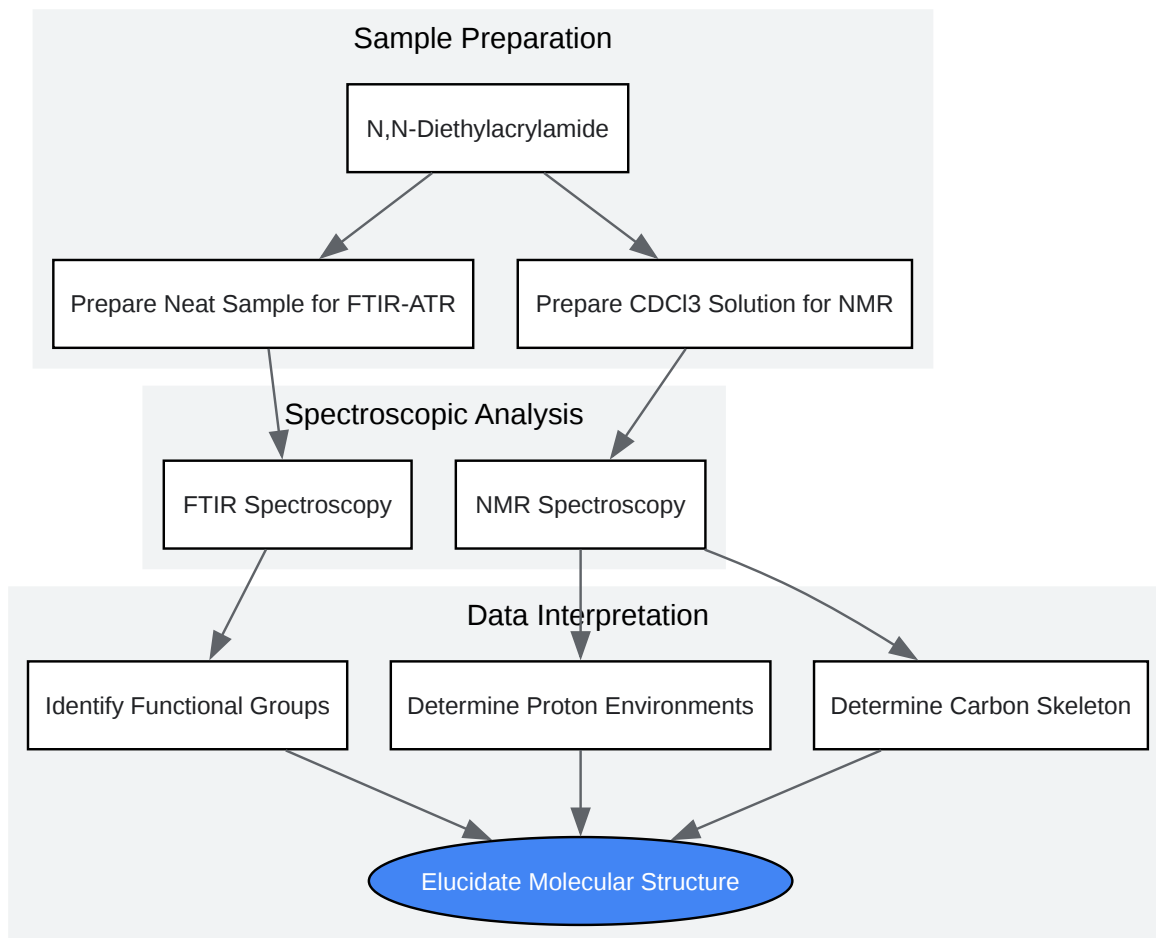 Sample Preparation
N,N-Diethylacrylamide
Prepare Neat Sample for FTIR-ATR
Prepare CDCl3 Solution for NMR
Spectroscopic Analysis
FTIR Spectroscopy
NMR Spectroscopy
Data Interpretation
Identify Functional Groups
Determine Proton Environments
Determine Carbon Skeleton
Elucidate Molecular Structure